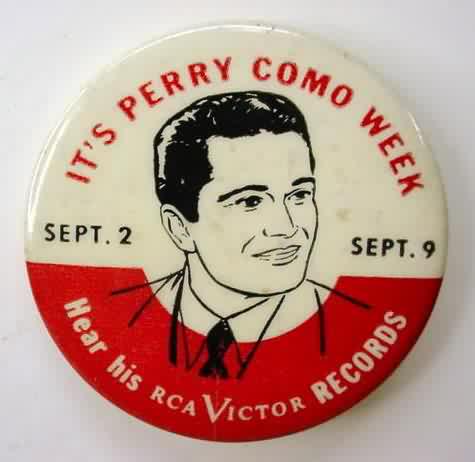 IT'S PERRY COMO WEEK
SEPT. 2
SEPT. 9
Hear his RCA VICTOR RECORDS